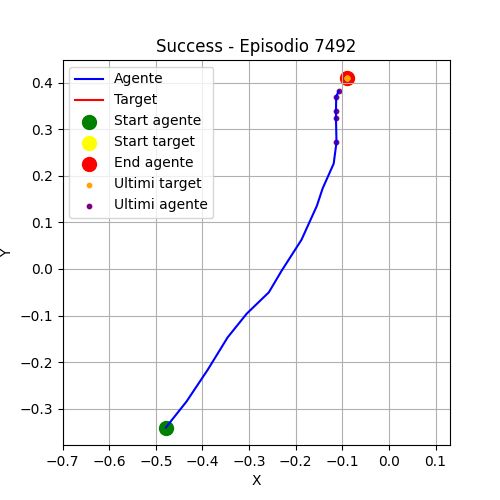 Success - Episodio 7492
Agente
Target
Start agente
Start target
End agente
Ultimi target
Ultimi agente
0.4
0.3
0.2
0.1
0.0
−0.1
−0.2
−0.3
Y
−0.7 −0.6 −0.5 −0.4 −0.3 −0.2 −0.1 0.0 0.1
X